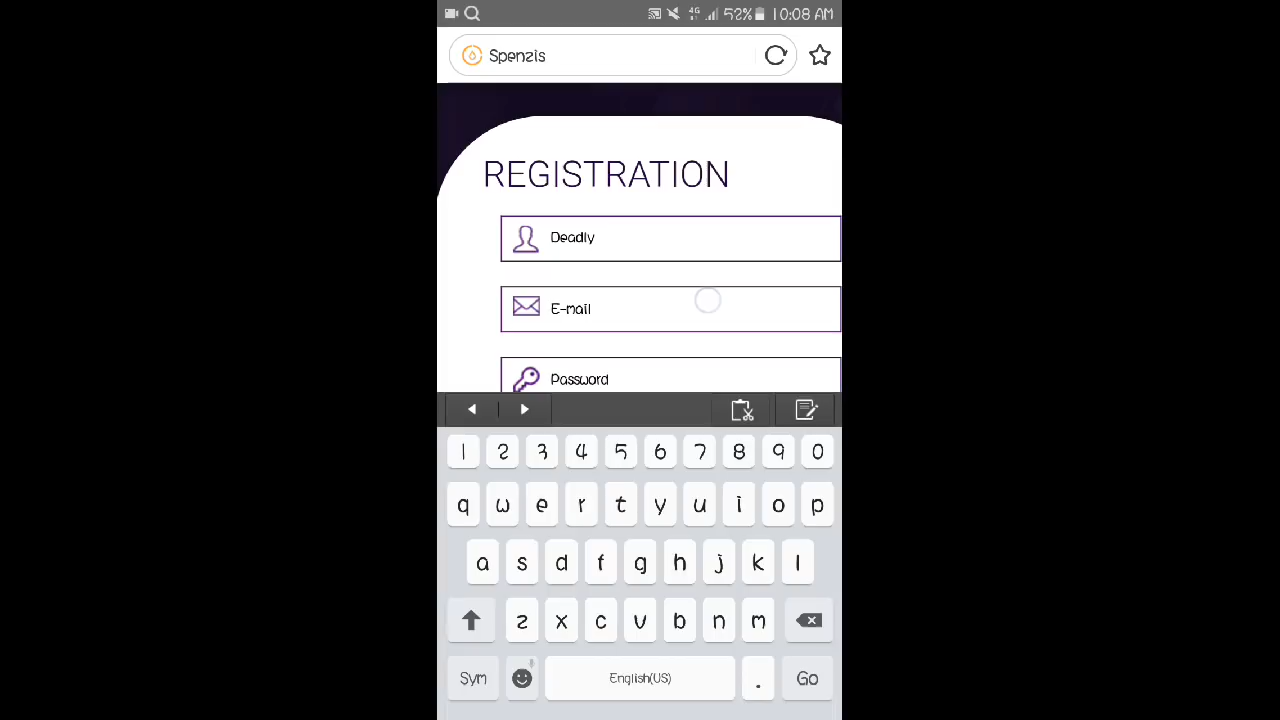 4G 52% 10:08 AM
Spenzis
REGISTRATION
Deadly
E-mail
Password
1 2 3 4 5 6 7 8 9 0
q w e r t y u i o p
a s d f g h j k l
z x c v b n m
Sym English(US) . Go